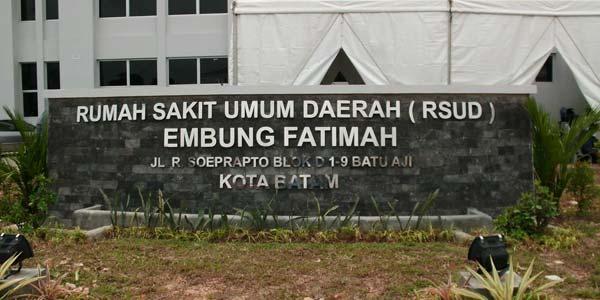 RUMAH SAKIT UMUM DAERAH ( RSUD )
EMBUNG FATIMAH
JL. R. SOEPRAPTO BLOK D 1-9 BATU AJI
KOTA BATAM